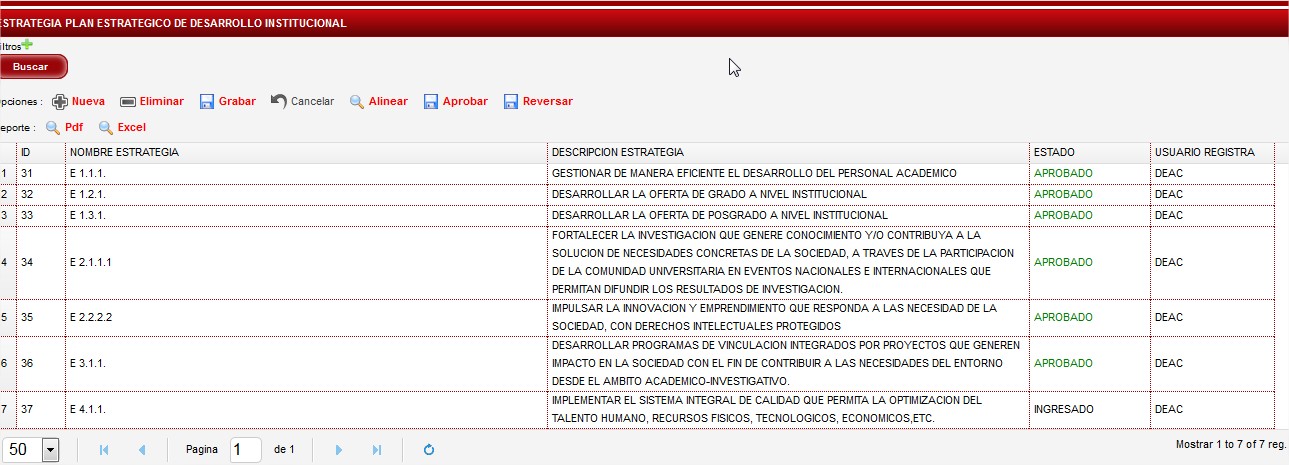 ESTRATEGIA PLAN ESTRATEGICO DE DESARROLLO INSTITUCIONAL
iltros
Buscar
pciones : Nueva Eliminar Grabar Cancelar Alinear Aprobar Reversar
eporte : Pdf Excel
ID NOMBRE ESTRATEGIA DESCRIPCION ESTRATEGIA ESTADO USUARIO REGISTRA
1 31 E 1.1.1. GESTIONAR DE MANERA EFICIENTE EL DESARROLLO DEL PERSONAL ACADEMICO APROBADO DEAC
2 32 E 1.2.1. DESARROLLAR LA OFERTA DE GRADO A NIVEL INSTITUCIONAL APROBADO DEAC
3 33 E 1.3.1. DESARROLLAR LA OFERTA DE POSGRADO A NIVEL INSTITUCIONAL APROBADO DEAC
4 34 E 2.1.1.1 FORTALECER LA INVESTIGACION QUE GENERE CONOCIMIENTO Y/O CONTRIBUYA A LA
SOLUCION DE NECESIDADES CONCRETAS DE LA SOCIEDAD, A TRAVES DE LA PARTICIPACION
DE LA COMUNIDAD UNIVERSITARIA EN EVENTOS NACIONALES E INTERNACIONALES QUE
PERMITAN DIFUNDIR LOS RESULTADOS DE INVESTIGACION. APROBADO DEAC
5 35 E 2.2.2.2 IMPULSAR LA INNOVACION Y EMPRENDIMIENTO QUE RESPONDA A LAS NECESIDAD DE LA
SOCIEDAD, CON DERECHOS INTELECTUALES PROTEGIDOS APROBADO DEAC
6 36 E 3.1.1. DESARROLLAR PROGRAMAS DE VINCULACION INTEGRADOS POR PROYECTOS QUE GENEREN
IMPACTO EN LA SOCIEDAD CON EL FIN DE CONTRIBUIR A LAS NECESIDADES DEL ENTORNO
DESDE EL AMBITO ACADEMICO-INVESTIGATIVO. APROBADO DEAC
7 37 E 4.1.1. IMPLEMENTAR EL SISTEMA INTEGRAL DE CALIDAD QUE PERMITA LA OPTIMIZACION DEL
TALENTO HUMANO, RECURSOS FISICOS, TECNOLOGICOS, ECONOMICOS,ETC. INGRESADO DEAC
50 Pagina 1 de 1 Mostrar 1 to 7 of 7 reg.